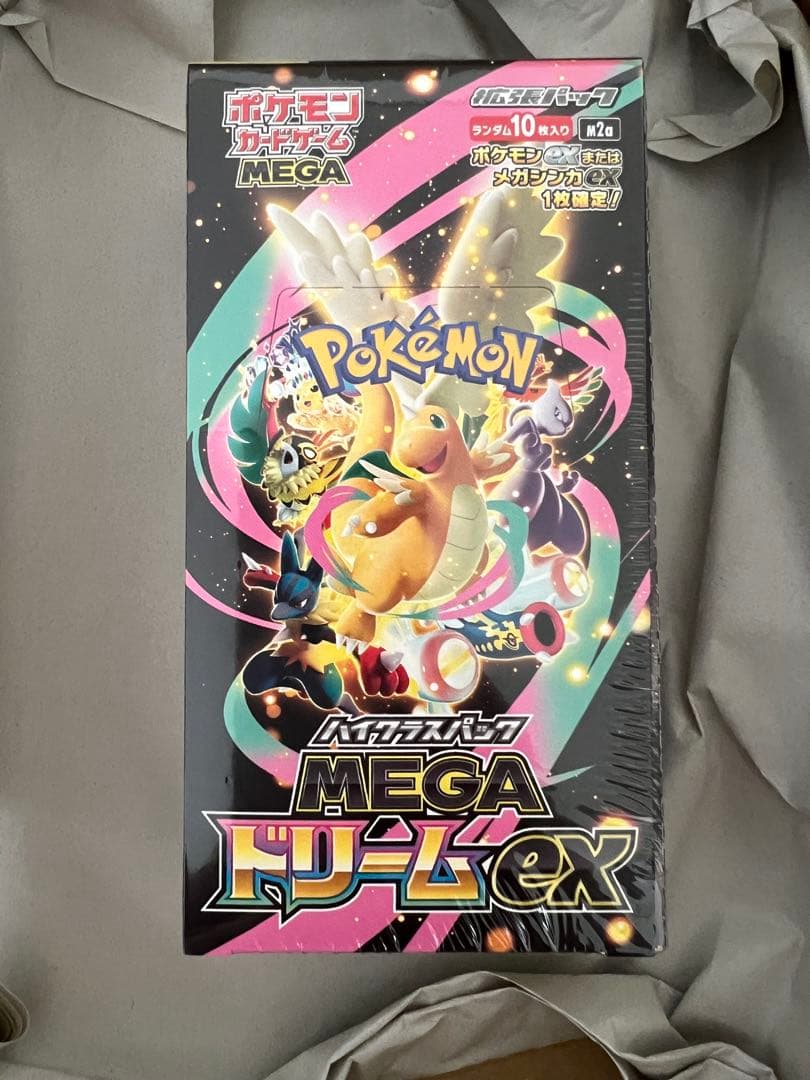 ポケモン
カードゲーム
MEGA
拡張パック
ランダム10枚入り M2a
ポケモンexまたは
メガシンカex
1枚確定!
POKéMON
ハイクラスパック
MEGA
ドリームex